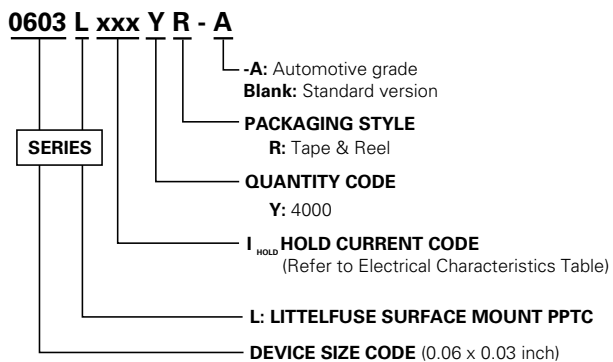 0603 L xxx Y R - A
-A: Automotive grade
Blank: Standard version
PACKAGING STYLE
R: Tape & Reel
SERIES
QUANTITY CODE
Y: 4000
I HOLD HOLD CURRENT CODE
(Refer to Electrical Characteristics Table)
L: LITTELFUSE SURFACE MOUNT PPTC
DEVICE SIZE CODE (0.06 x 0.03 inch)